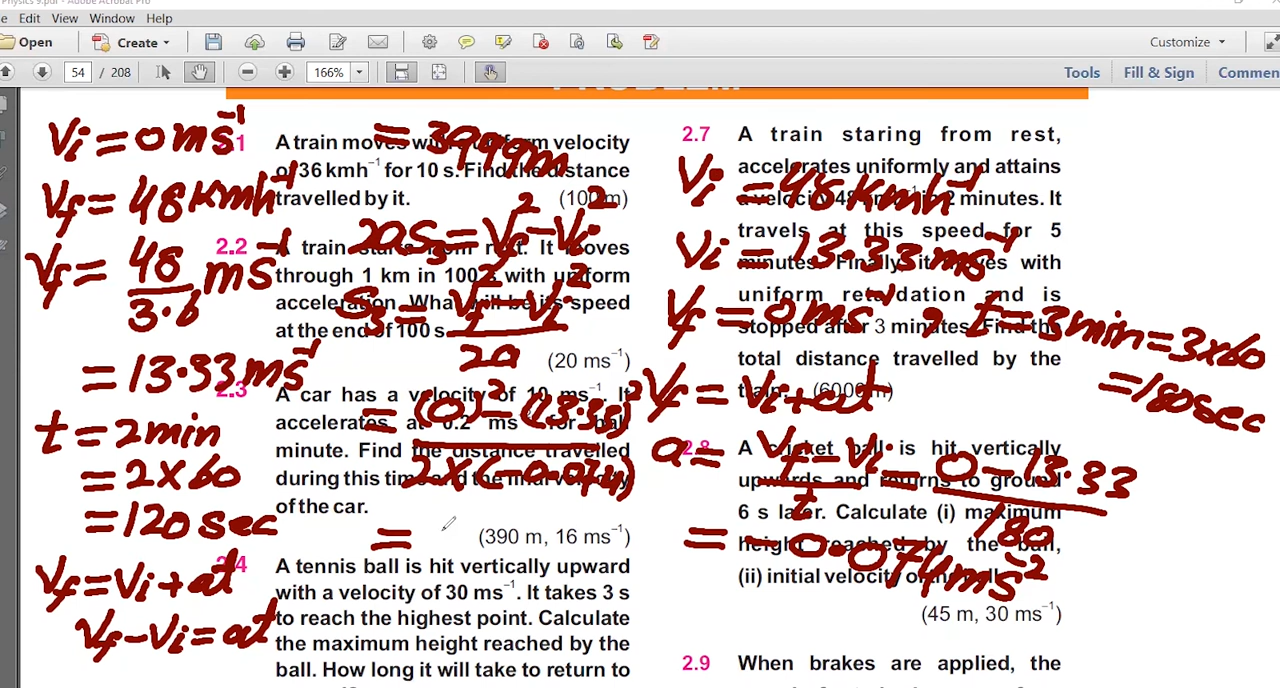 Physics 9.pdf - Adobe Acrobat Pro
Edit View Window Help
Open Create Customize
54 / 208 166% Tools Fill & Sign Commen
PROBLEM
A train moves with uniform velocity
of 36 kmh⁻¹ for 10 s. Find the distance
travelled by it. (100 m)
2.2 A train starts from rest. It moves
through 1 km in 100 s with uniform
acceleration. What will be its speed
at the end of 100 s.
(20 ms⁻¹)
2.3 A car has a velocity of 10 ms⁻¹. It
accelerates at 0.2 ms⁻² for half
minute. Find the distance travelled
during this time and the final velocity
of the car.
(390 m, 16 ms⁻¹)
A tennis ball is hit vertically upward
with a velocity of 30 ms⁻¹. It takes 3 s
to reach the highest point. Calculate
the maximum height reached by the
ball. How long it will take to return to
2.7 A train staring from rest,
accelerates uniformly and attains
a velocity 48 kmh⁻¹ in 2 minutes. It
travels at this speed for 5
minutes. Finally, it moves with
uniform retardation and is
stopped after 3 minutes. Find the
total distance travelled by the
train. (6000 m)
2.8 A cricket ball is hit vertically
upwards and returns to ground
6 s later. Calculate (i) maximum
height reached by the ball,
(ii) initial velocity of the ball
(45 m, 30 ms⁻¹)
2.9 When brakes are applied, the
Vi = 0 ms⁻¹
Vf = 48 Kmh⁻¹
Vf = 48/3.6 ms⁻¹
= 13.33 ms⁻¹
t = 2 min
= 2 x 60
= 120 sec
Vf = Vi + at
Vf - Vi = at
= 3999 m
2aS₃ = Vf² - Vi²
S₃ = Vf² - Vi²/2a
= (0)² - (13.33)²/2 x (-0.074)
=
Vi = 48 Kmh⁻¹
Vi = 13.33 ms⁻¹
Vf = 0 ms⁻¹, t = 3 min = 3 x 60
= 180 sec
Vf = Vi + at
a = Vf - Vi/t = 0 - 13.33/180
= -0.074 ms⁻²